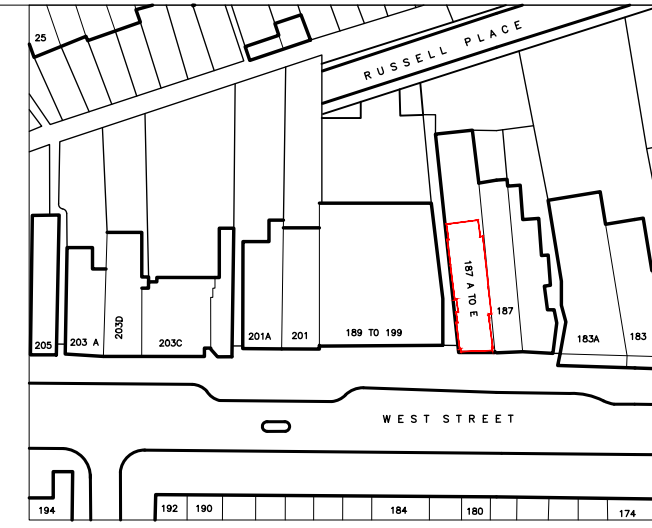 25
RUSSELL PLACE
205
203 A
203D
203C
201A
201
189 TO 199
187 A TO E
187
183A
183
WEST STREET
194
192
190
184
180
174